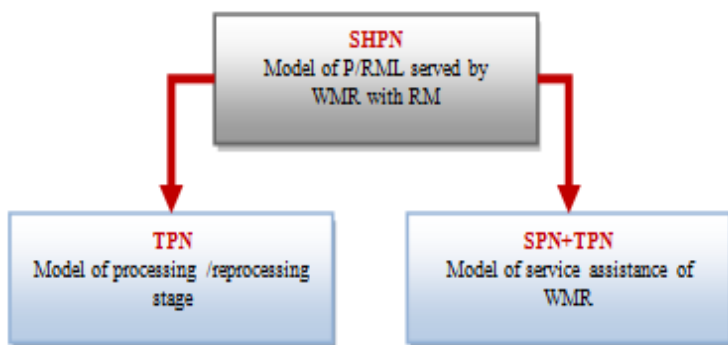 SHPN
Model of P/RML served by
WMR with RM
TPN
Model of processing /reprocessing
stage
SPN+TPN
Model of service assistance of
WMR